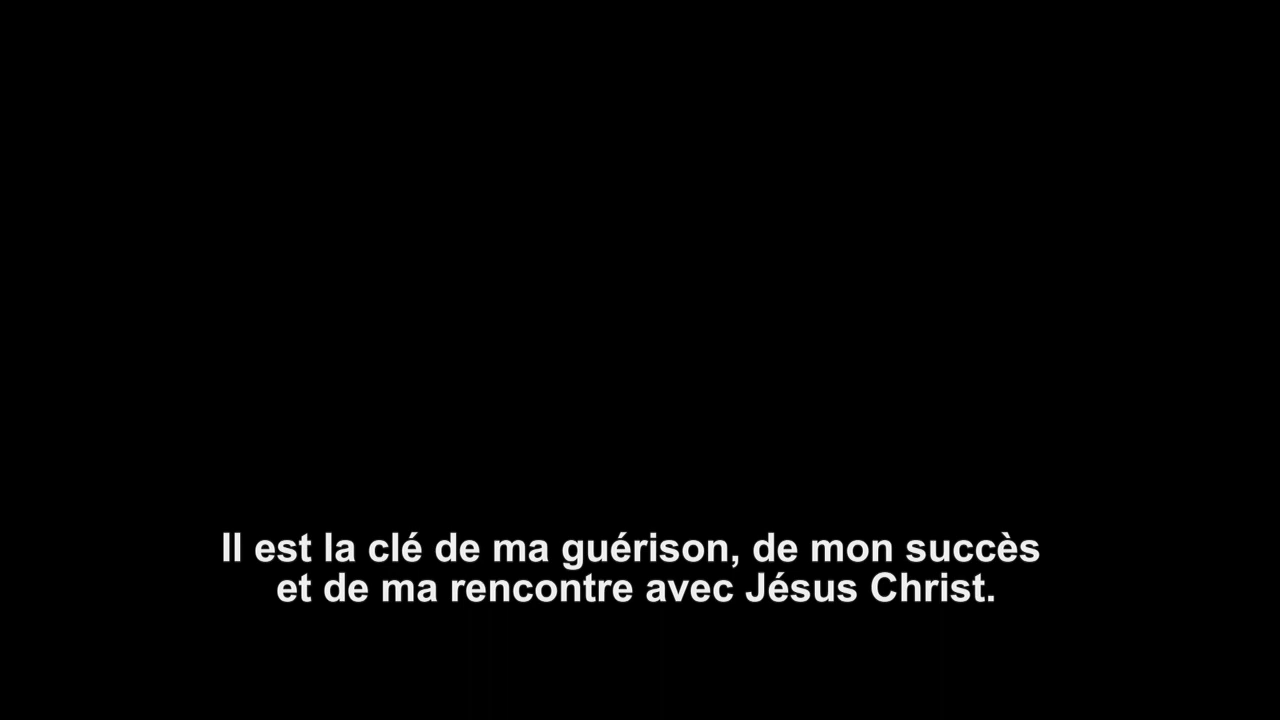 Il est la clé de ma guérison, de mon succès
et de ma rencontre avec Jésus Christ.